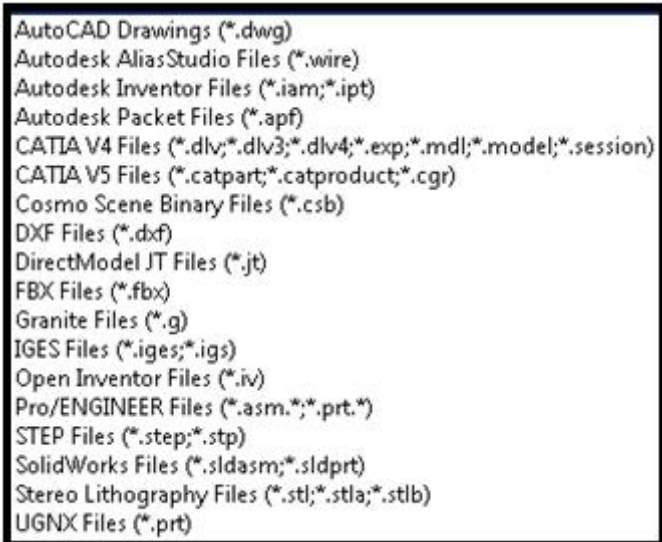 AutoCAD Drawings (*.dwg)
Autodesk AliasStudio Files (*.wire)
Autodesk Inventor Files (*.iam;*.ipt)
Autodesk Packet Files (*.apf)
CATIA V4 Files (*.dlv;*.dlv3;*.dlv4;*.exp;*.mdl;*.model;*.session)
CATIA V5 Files (*.catpart;*.catproduct;*.cgr)
Cosmo Scene Binary Files (*.csb)
DXF Files (*.dxf)
DirectModel JT Files (*.jt)
FBX Files (*.fbx)
Granite Files (*.g)
IGES Files (*.iges;*.igs)
Open Inventor Files (*.iv)
Pro/ENGINEER Files (*.asm.*;*.prt.*)
STEP Files (*.step;*.stp)
SolidWorks Files (*.sldasm;*.sldprt)
Stereo Lithography Files (*.stl;*.stla;*.stlb)
UGNX Files (*.prt)